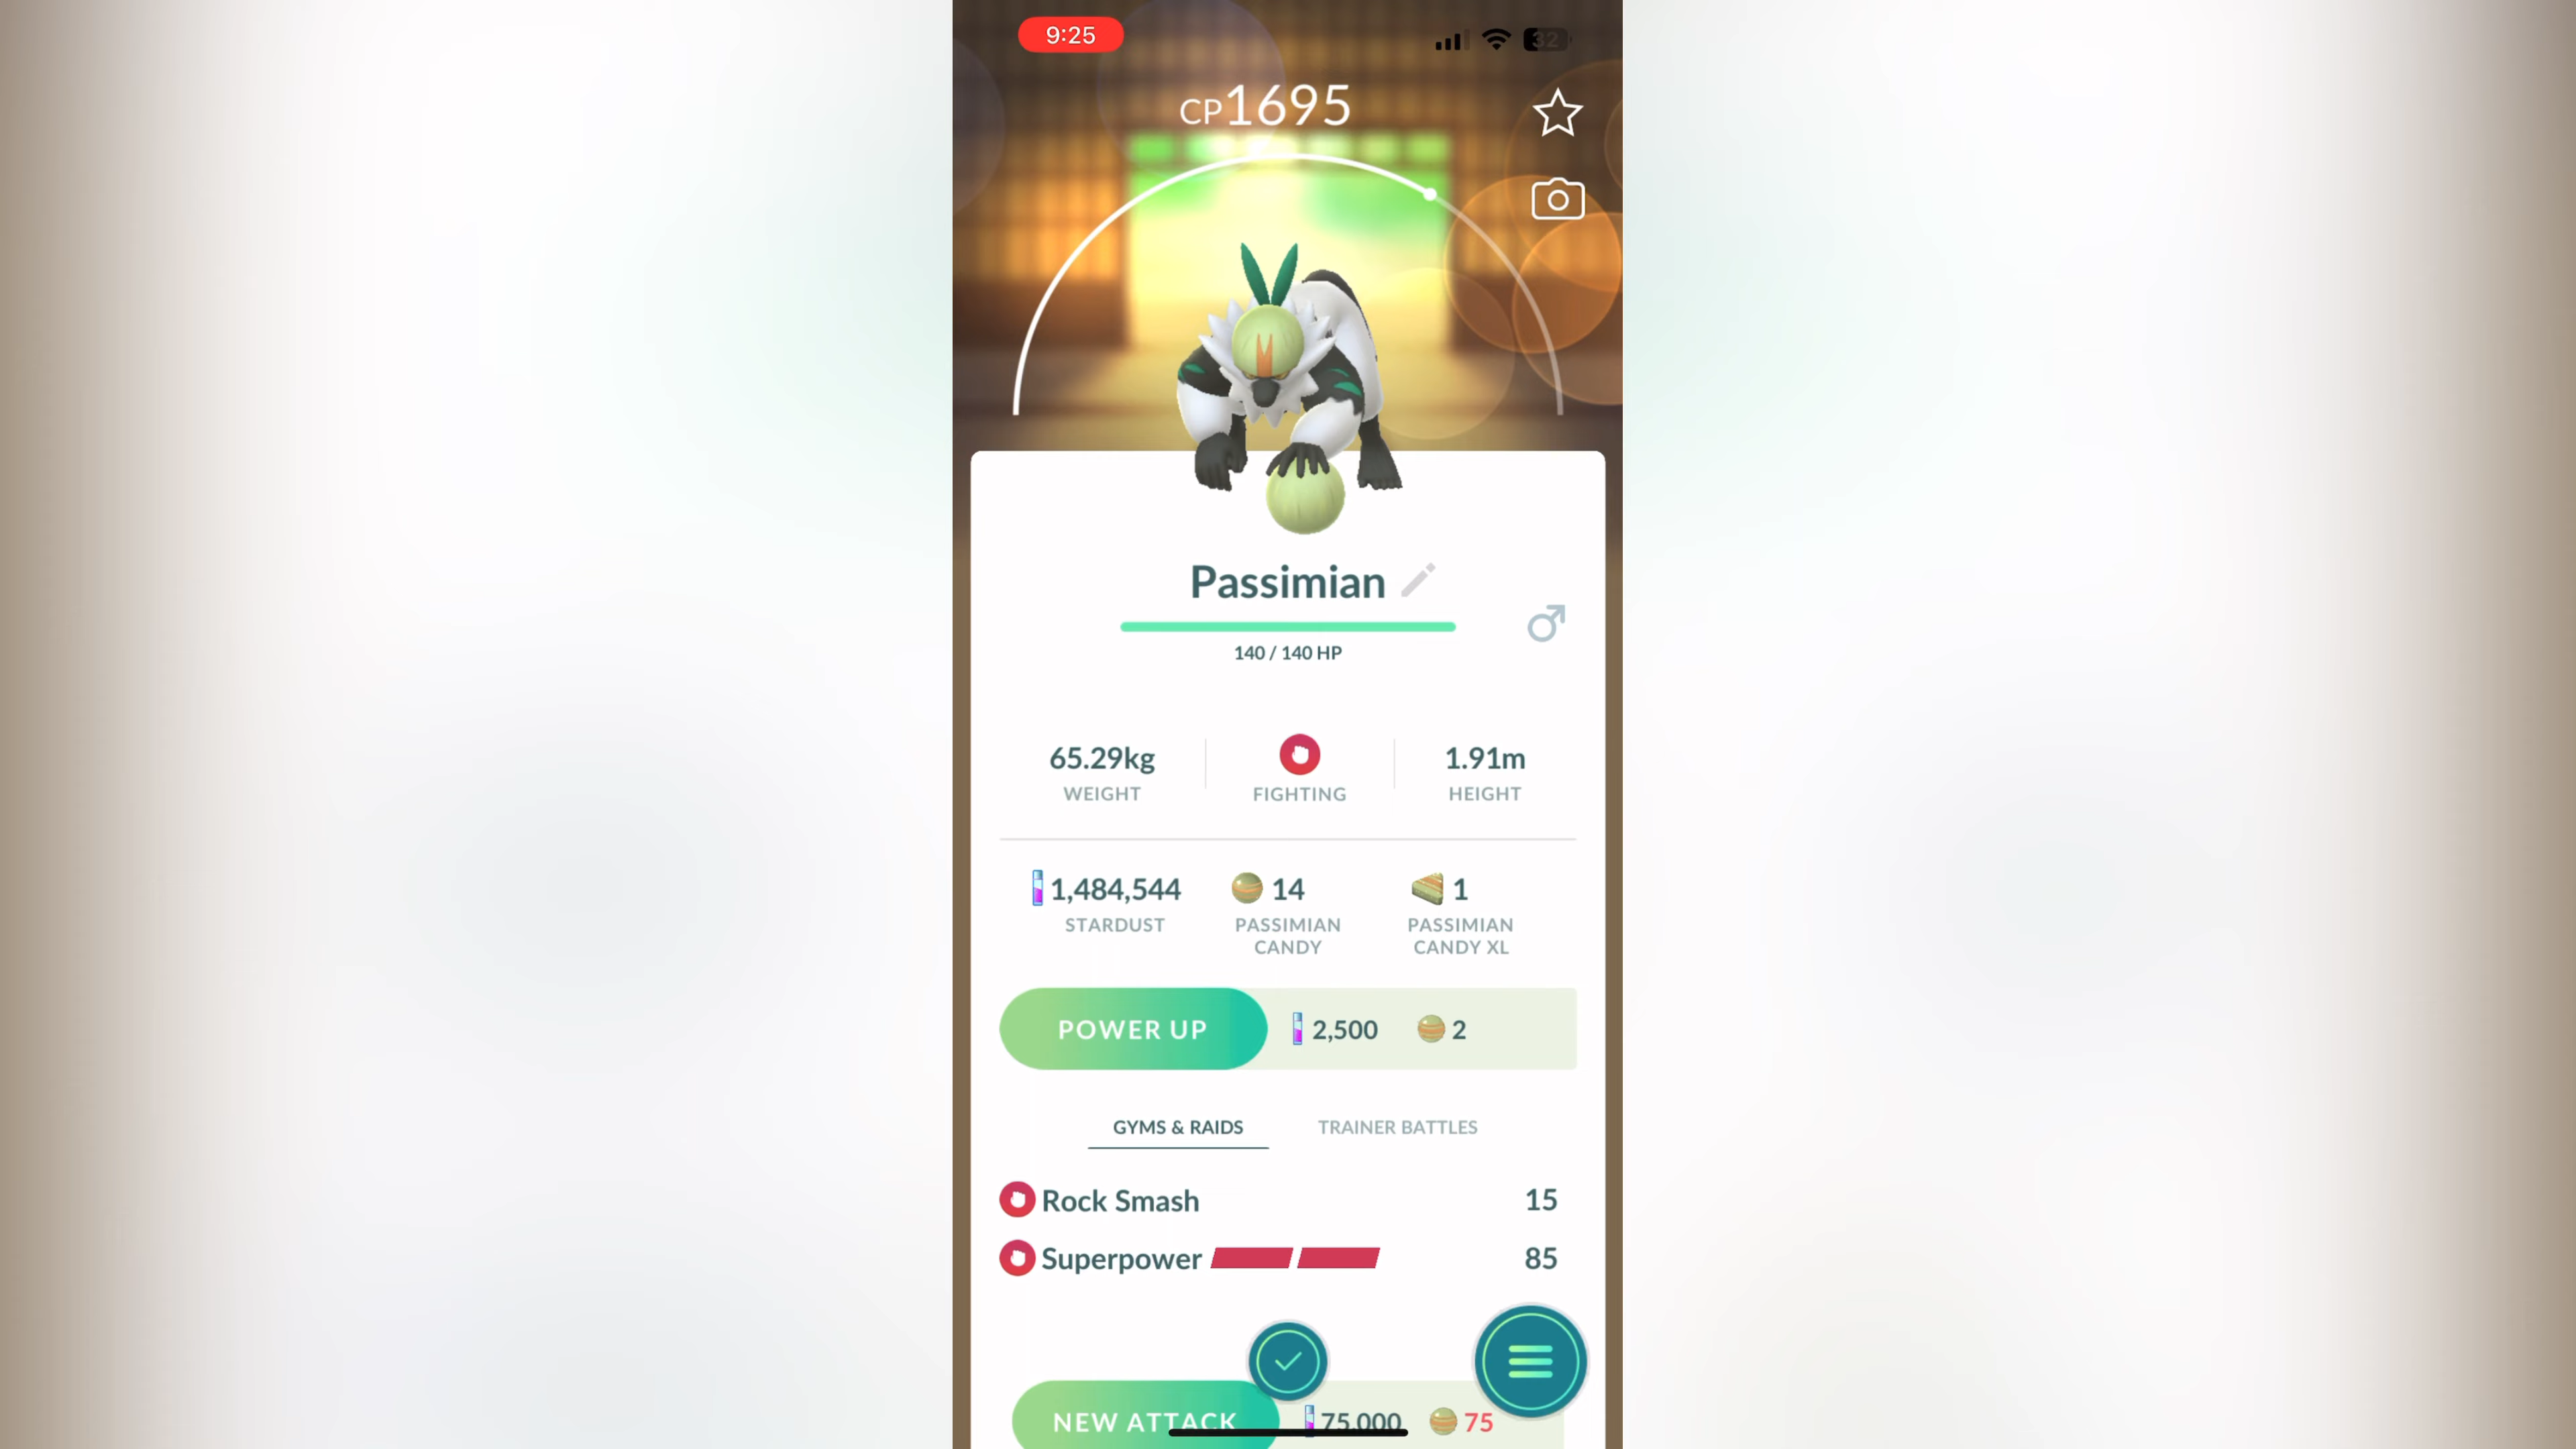 9:25
32
CP1695
Passimian
140 / 140 HP
65.29kg
WEIGHT
FIGHTING
1.91m
HEIGHT
1,484,544
STARDUST
14
PASSIMIAN
CANDY
1
PASSIMIAN
CANDY XL
POWER UP
2,500
2
GYMS & RAIDS
TRAINER BATTLES
Rock Smash
15
Superpower
85
NEW ATTACK
75,000
75